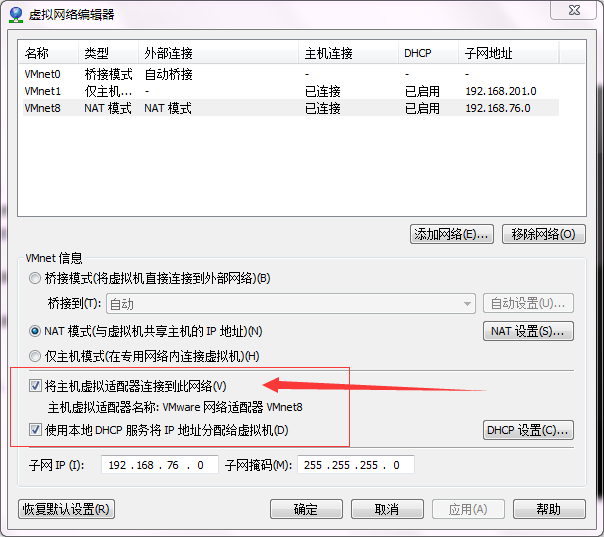 虚拟网络编辑器
名称 类型 外部连接 主机连接 DHCP 子网地址
VMnet0 桥接模式 自动桥接 - - -
VMnet1 仅主机... - 已连接 已启用 192.168.201.0
VMnet8 NAT 模式 NAT 模式 已连接 已启用 192.168.76.0
添加网络(E)... 移除网络(O)
VMnet 信息
桥接模式(将虚拟机直接连接到外部网络)(B)
桥接到(T): 自动 自动设置(U)...
NAT 模式(与虚拟机共享主机的 IP 地址)(N) NAT 设置(S)...
仅主机模式(在专用网络内连接虚拟机)(H)
将主机虚拟适配器连接到此网络(V)
主机虚拟适配器名称: VMware 网络适配器 VMnet8
使用本地 DHCP 服务将 IP 地址分配给虚拟机(D) DHCP 设置(C)...
子网 IP (I): 192 . 168 . 76 . 0 子网掩码(M): 255 . 255 . 255 . 0
恢复默认设置(R) 确定 取消 应用(A) 帮助